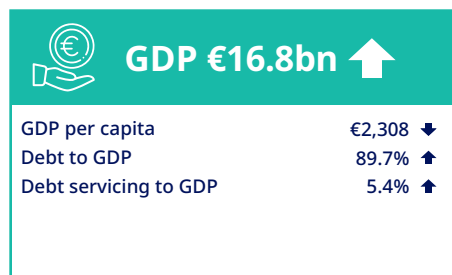 GDP €16.8bn
GDP per capita €2,308
Debt to GDP 89.7%
Debt servicing to GDP 5.4%